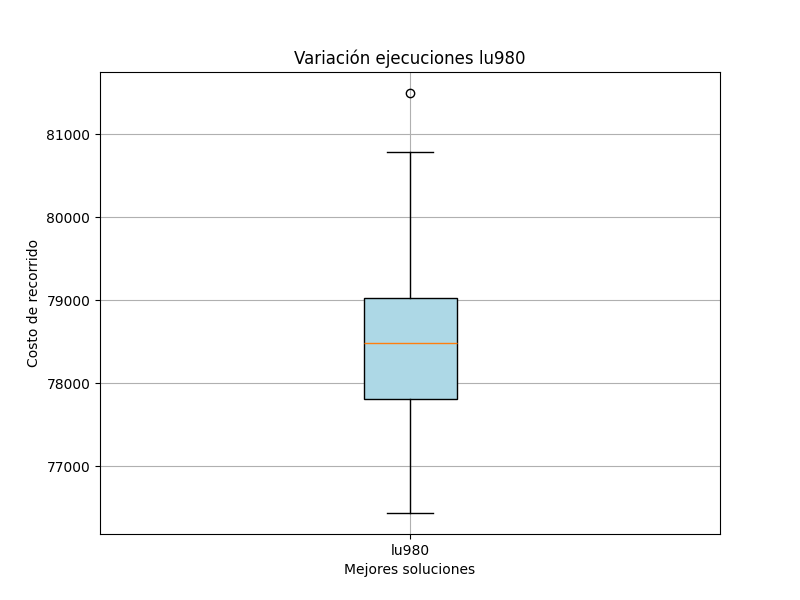 Variación ejecuciones lu980
Costo de recorrido
81000
80000
79000
78000
77000
lu980
Mejores soluciones